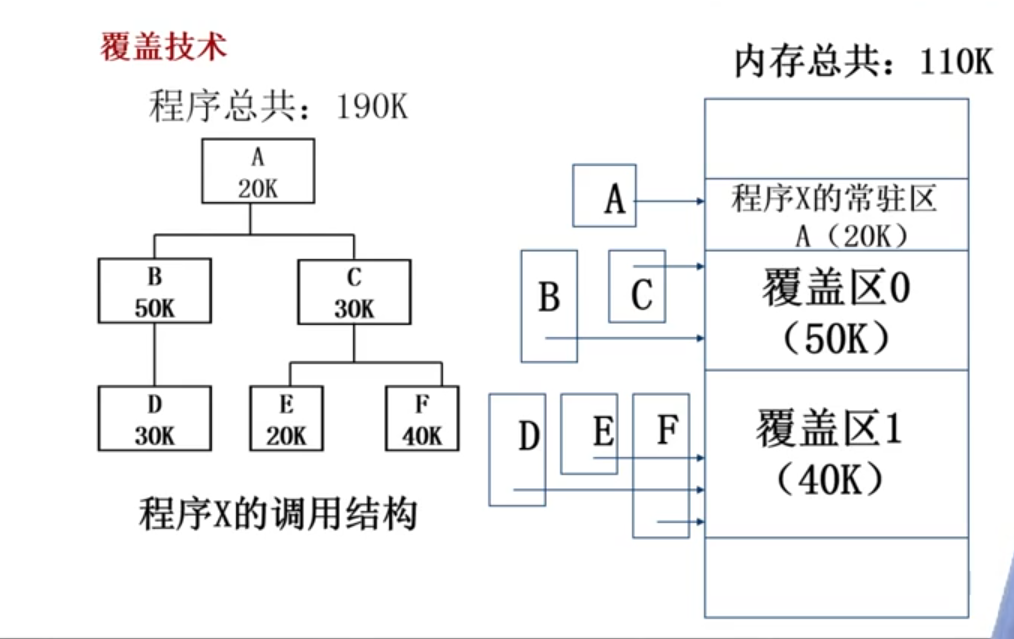 覆盖技术
程序总共：190K
A
20K
B
50K
C
30K
D
30K
E
20K
F
40K
程序X的调用结构
内存总共：110K
A
程序X的常驻区
A（20K）
B
C
覆盖区0
（50K）
D
E
F
覆盖区1
（40K）